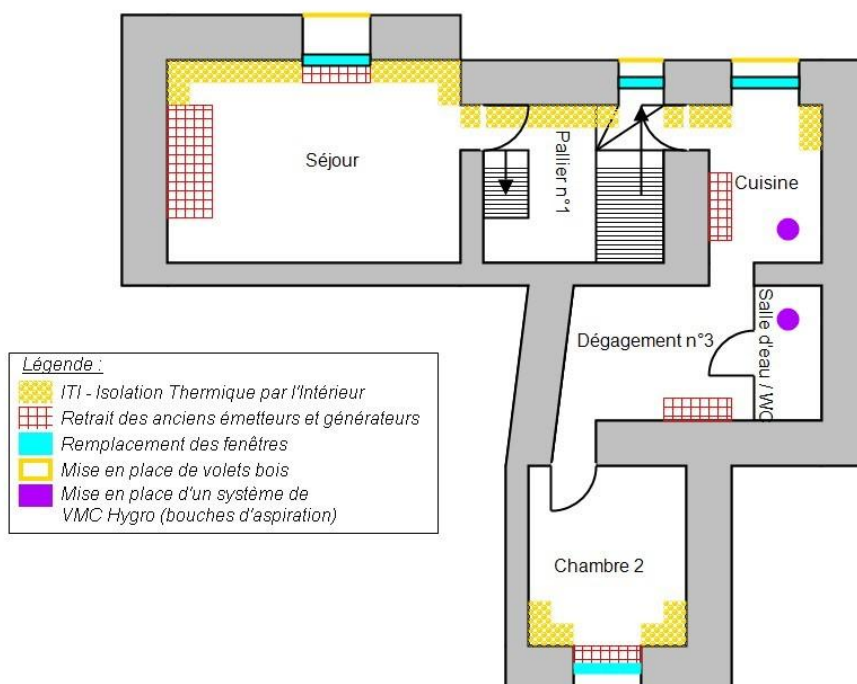 Séjour
Pallier n°1
Cuisine
Salle d'eau / WC
Dégagement n°3
Chambre 2
Légende :
ITI - Isolation Thermique par l'Intérieur
Retrait des anciens émetteurs et générateurs
Remplacement des fenêtres
Mise en place de volets bois
Mise en place d'un système de
VMC Hygro (bouches d'aspiration)